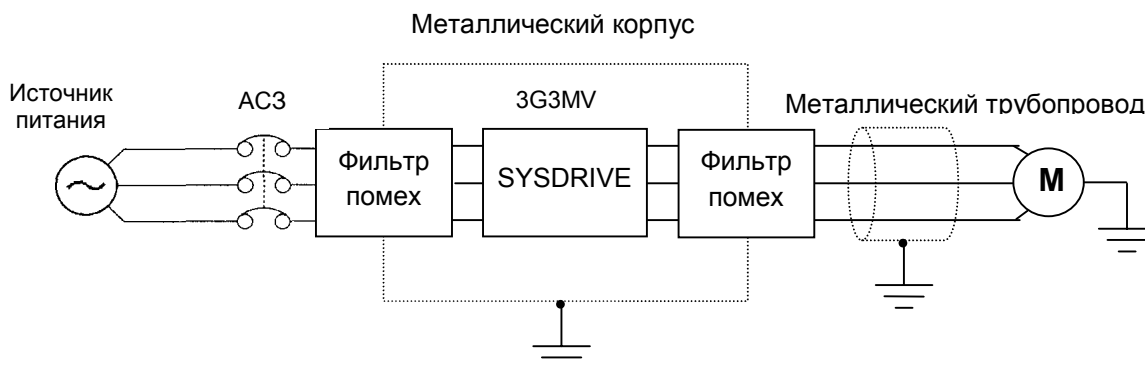 Металлический корпус
Источник
питания
АС3
3G3MV
Металлический трубопровод
Фильтр
помех
SYSDRIVE
Фильтр
помех
М